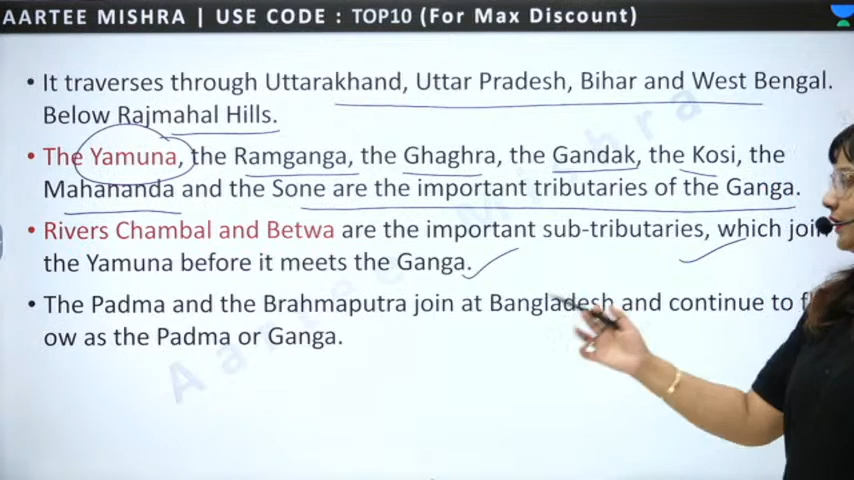 AARTEE MISHRA | USE CODE : TOP10 (For Max Discount)
• It traverses through Uttarakhand, Uttar Pradesh, Bihar and West Bengal.
Below Rajmahal Hills.
• The Yamuna, the Ramganga, the Ghaghra, the Gandak, the Kosi, the
Mahananda and the Sone are the important tributaries of the Ganga.
• Rivers Chambal and Betwa are the important sub-tributaries, which join
the Yamuna before it meets the Ganga.
• The Padma and the Brahmaputra join at Bangladesh and continue to fl
ow as the Padma or Ganga.
Aartee Mishra